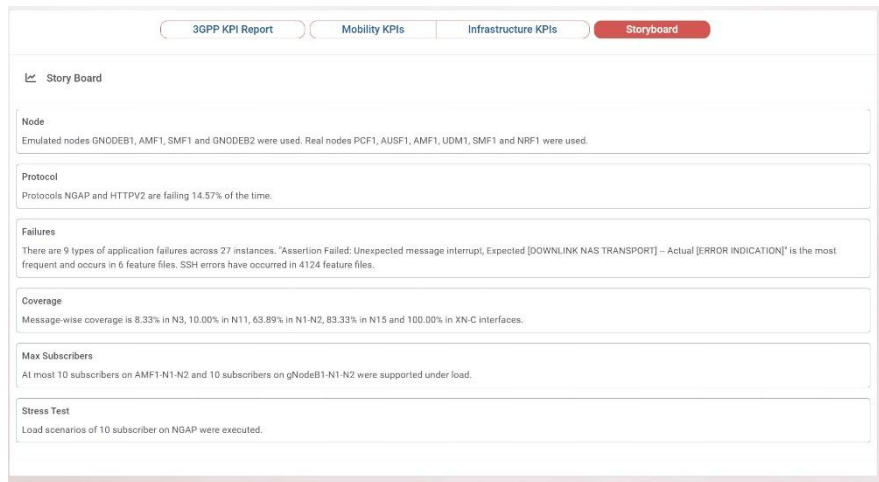 3GPP KPI Report
Mobility KPIs
Infrastructure KPIs
Storyboard
Story Board
Node
Emulated nodes GNODEB1, AMF1, SMF1 and GNODEB2 were used. Real nodes PCF1, AUSF1, AMF1, UDM1, SMF1 and NRF1 were used.
Protocol
Protocols NGAP and HTTPV2 are failing 14.57% of the time.
Failures
There are 9 types of application failures across 27 instances. "Assertion Failed: Unexpected message interrupt, Expected [DOWNLINK NAS TRANSPORT] -- Actual [ERROR INDICATION]" is the most
frequent and occurs in 6 feature files. SSH errors have occurred in 4124 feature files.
Coverage
Message-wise coverage is 8.33% in N3, 10.00% in N11, 63.89% in N1-N2, 83.33% in N15 and 100.00% in XN-C interfaces.
Max Subscribers
At most 10 subscribers on AMF1-N1-N2 and 10 subscribers on gNodeB1-N1-N2 were supported under load.
Stress Test
Load scenarios of 10 subscriber on NGAP were executed.